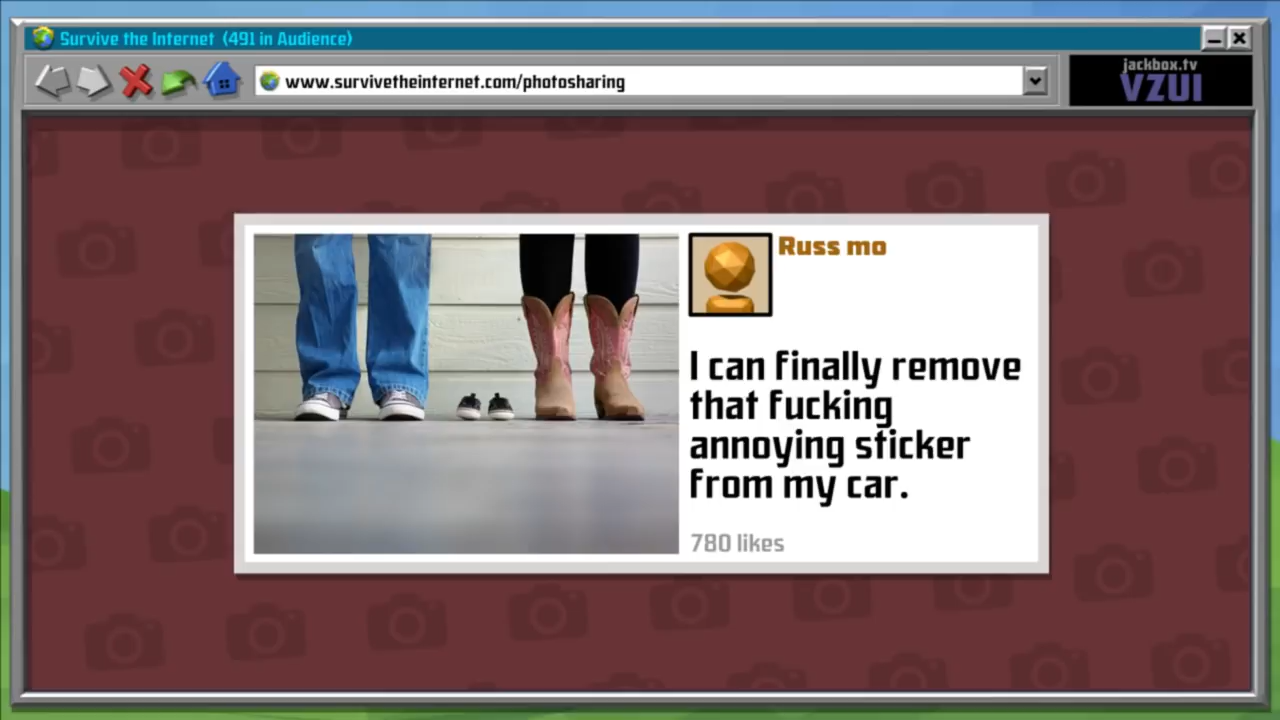 Survive the Internet (491 in Audience)
www.survivetheinternet.com/photosharing
jackbox.tv
VZUI
Russ mo
I can finally remove
that fucking
annoying sticker
from my car.
780 likes